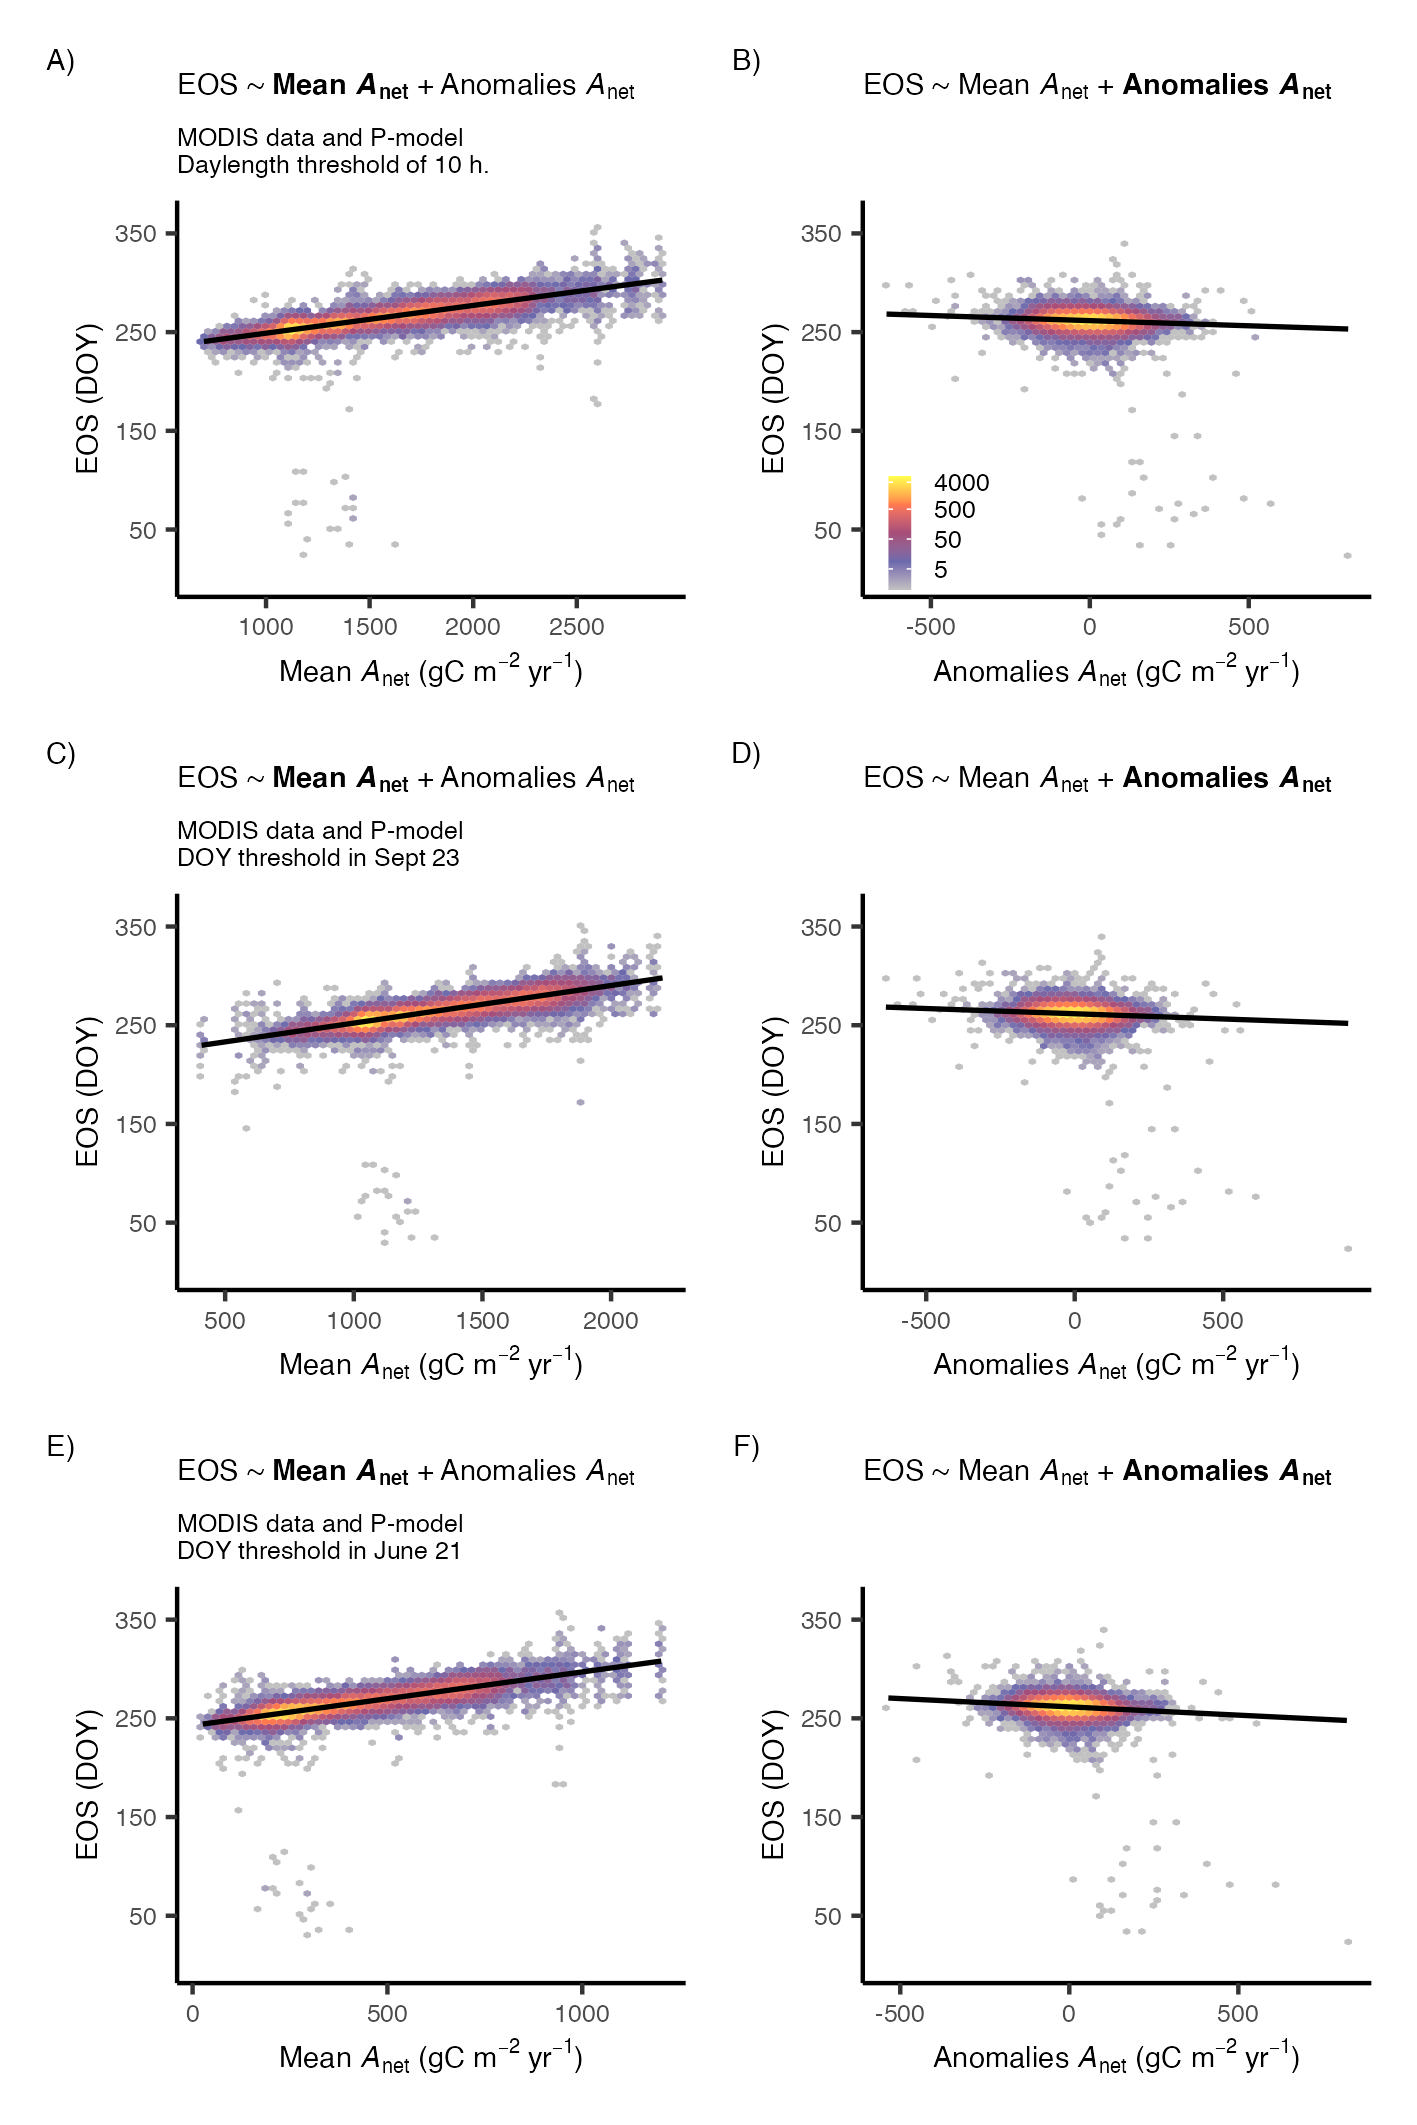 A)
EOS ~ Mean Anet + Anomalies Anet
MODIS data and P-model
Daylength threshold of 10 h.
350
250
150
50
EOS (DOY)
1000 1500 2000 2500
Mean Anet (gC m−2 yr−1)
B)
EOS ~ Mean Anet + Anomalies Anet
350
250
150
50
EOS (DOY)
4000
500
50
5
-500 0 500
Anomalies Anet (gC m−2 yr−1)
C)
EOS ~ Mean Anet + Anomalies Anet
MODIS data and P-model
DOY threshold in Sept 23
350
250
150
50
EOS (DOY)
500 1000 1500 2000
Mean Anet (gC m−2 yr−1)
D)
EOS ~ Mean Anet + Anomalies Anet
350
250
150
50
EOS (DOY)
-500 0 500
Anomalies Anet (gC m−2 yr−1)
E)
EOS ~ Mean Anet + Anomalies Anet
MODIS data and P-model
DOY threshold in June 21
350
250
150
50
EOS (DOY)
0 500 1000
Mean Anet (gC m−2 yr−1)
F)
EOS ~ Mean Anet + Anomalies Anet
350
250
150
50
EOS (DOY)
-500 0 500
Anomalies Anet (gC m−2 yr−1)